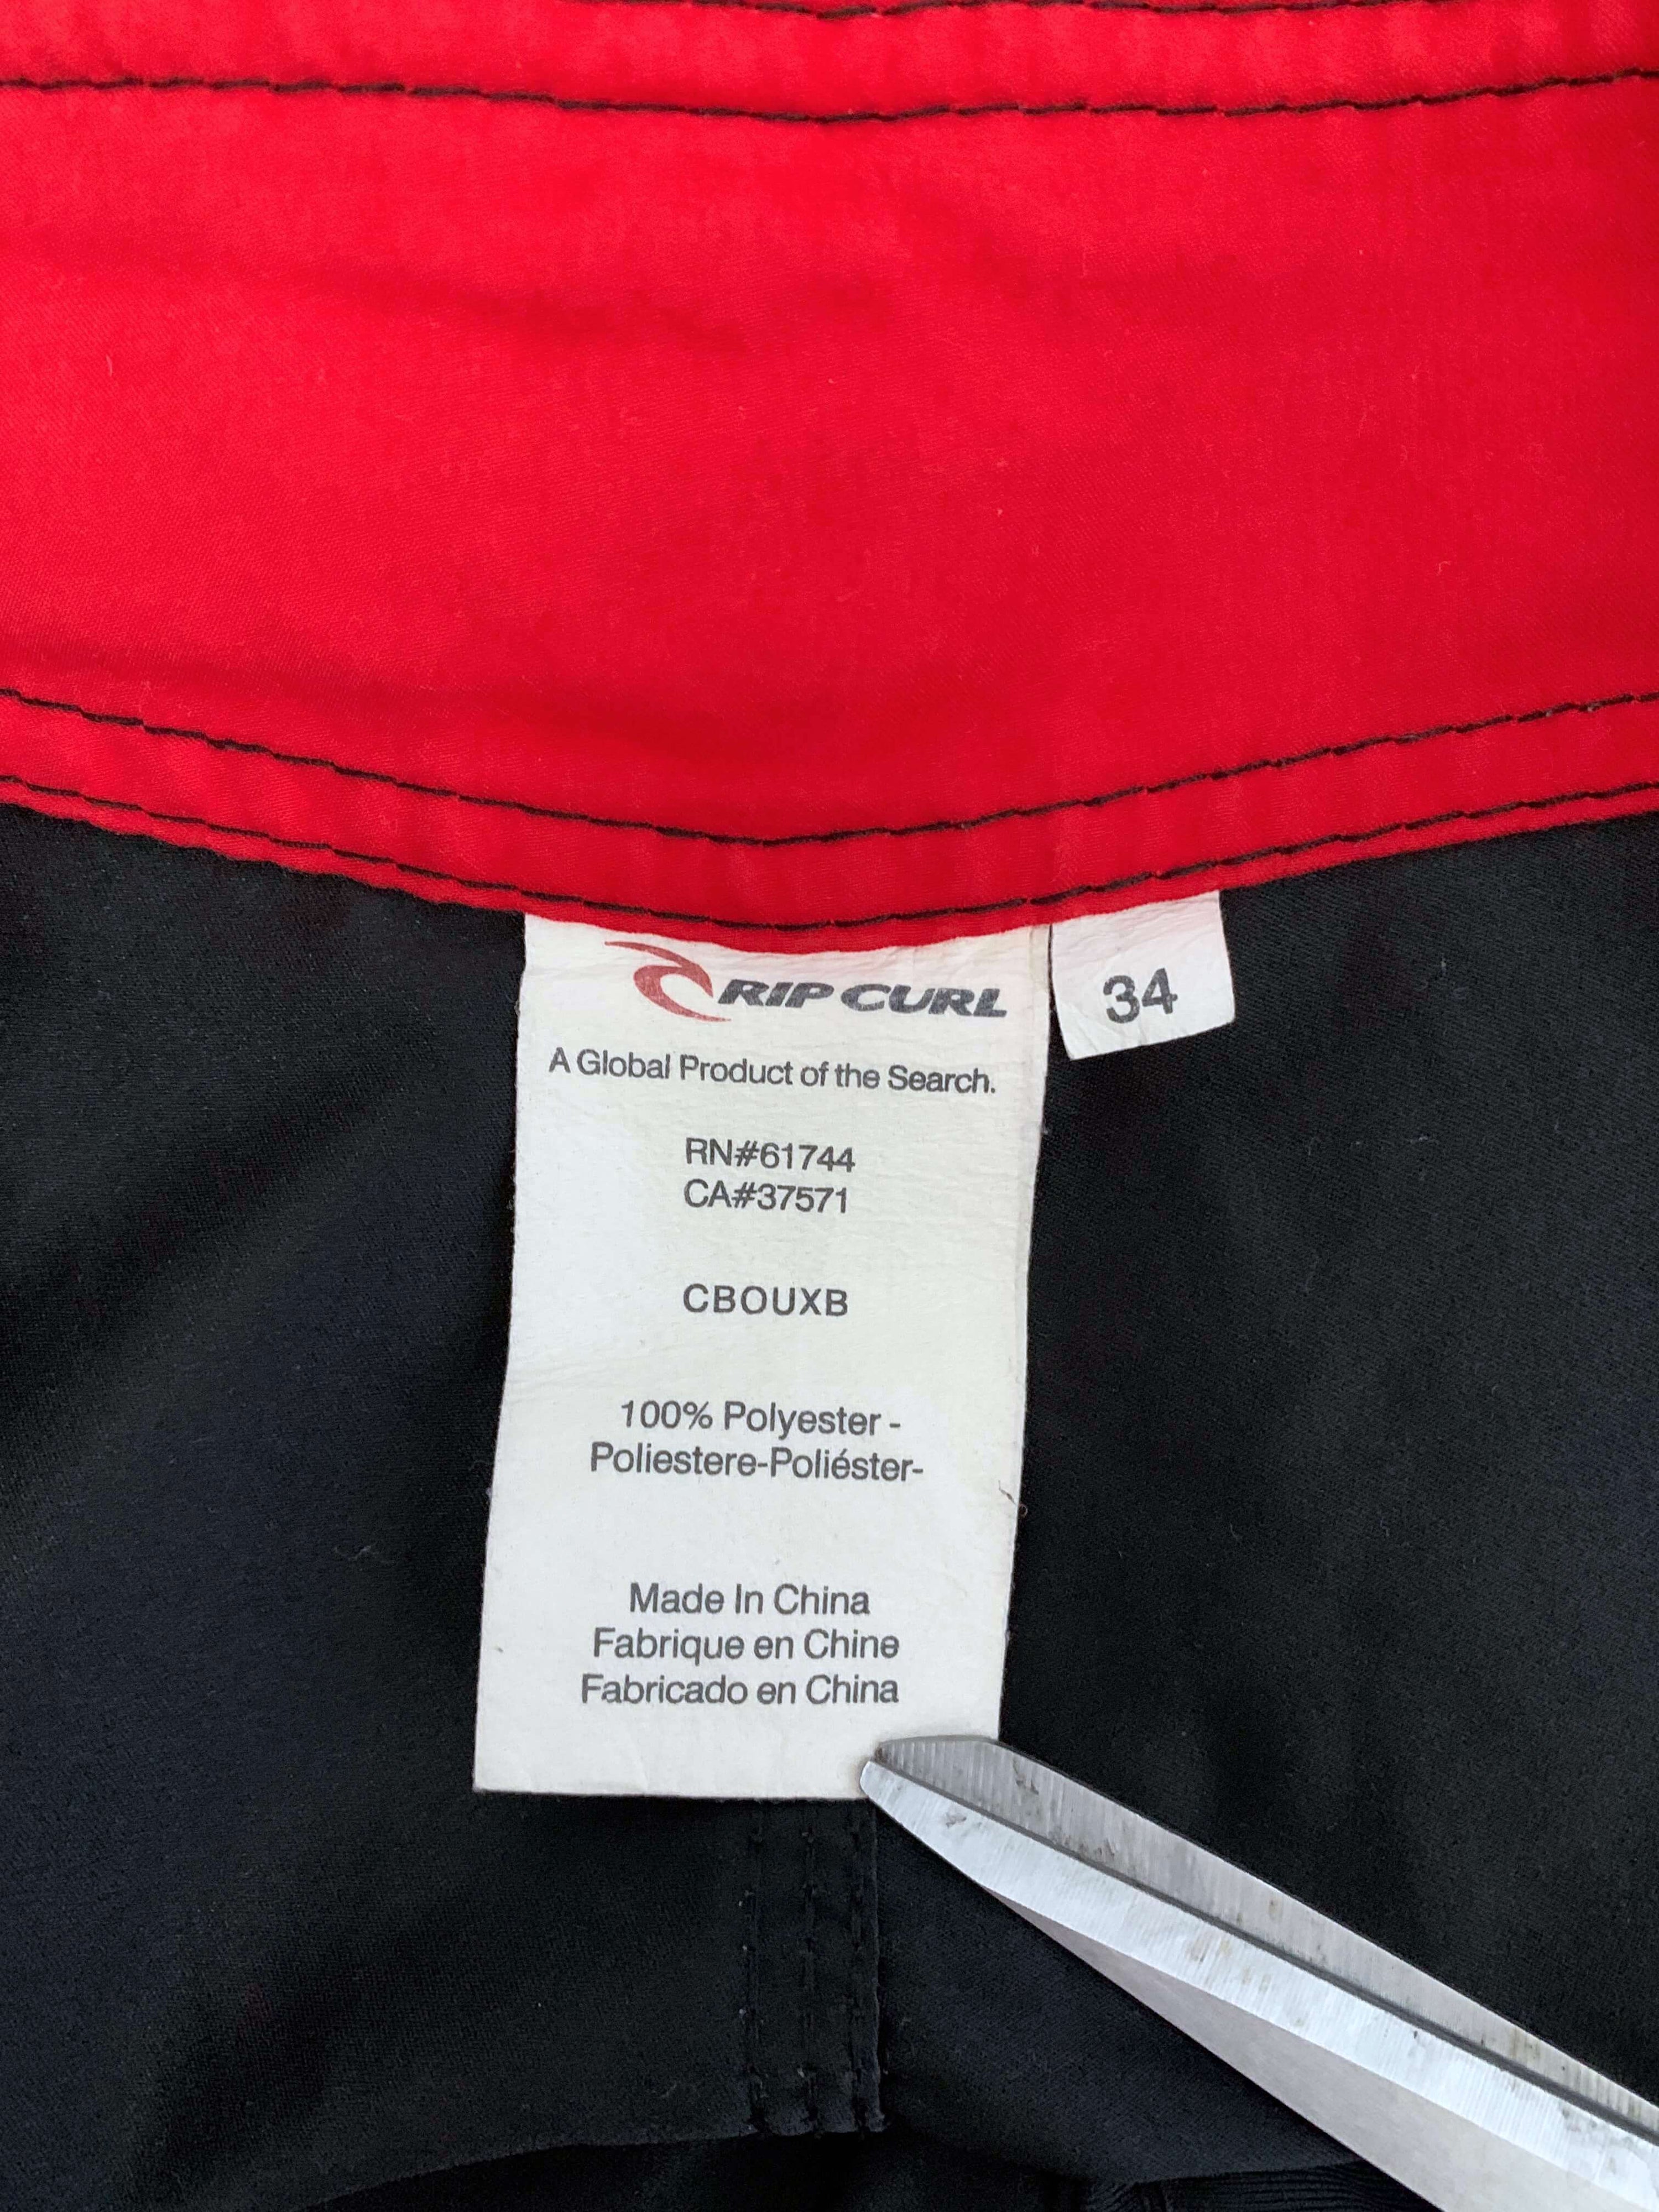 RIP CURL
34
A Global Product of the Search.
RN#61744
CA#37571
CBOUXB
100% Polyester -
Poliestere-Poliéster-
Made In China
Fabrique en Chine
Fabricado en China